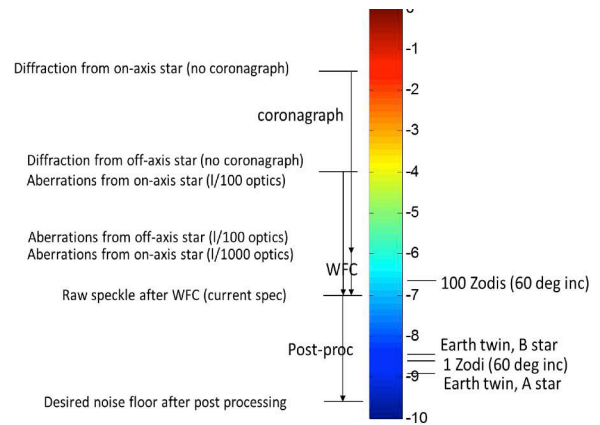 0
Diffraction from on-axis star (no coronagraph)
-1
-2
coronagraph
-3
Diffraction from off-axis star (no coronagraph)
Aberrations from on-axis star (l/100 optics)
-4
-5
Aberrations from off-axis star (l/100 optics)
Aberrations from on-axis star (l/1000 optics)
-6
WFC
100 Zodis (60 deg inc)
Raw speckle after WFC (current spec)
-7
-8
Post-proc
Earth twin, B star
1 Zodi (60 deg inc)
-9
Earth twin, A star
Desired noise floor after post processing
-10